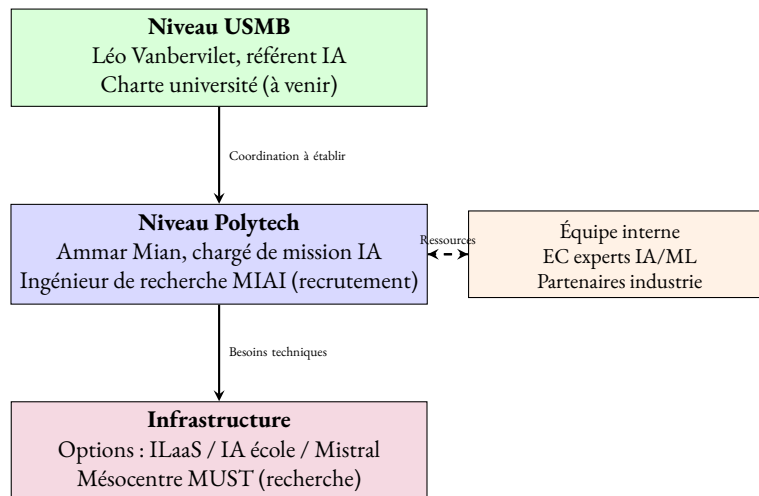 Niveau USMB
Léo Vanbervilet, référent IA
Charte université (à venir)
Coordination à établir
Niveau Polytech
Ammar Mian, chargé de mission IA
Ingénieur de recherche MIAI (recrutement)
Ressources
Équipe interne
EC experts IA/ML
Partenaires industrie
Besoins techniques
Infrastructure
Options : ILaaS / IA école / Mistral
Mésocentre MUST (recherche)